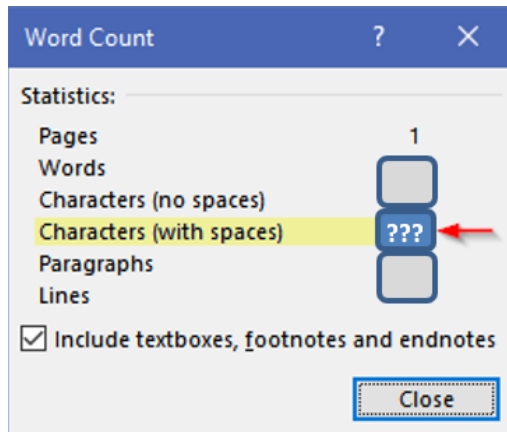 Word Count ? ×
Statistics:
Pages 1
Words
Characters (no spaces)
Characters (with spaces) ???
Paragraphs
Lines
Include textboxes, footnotes and endnotes
Close